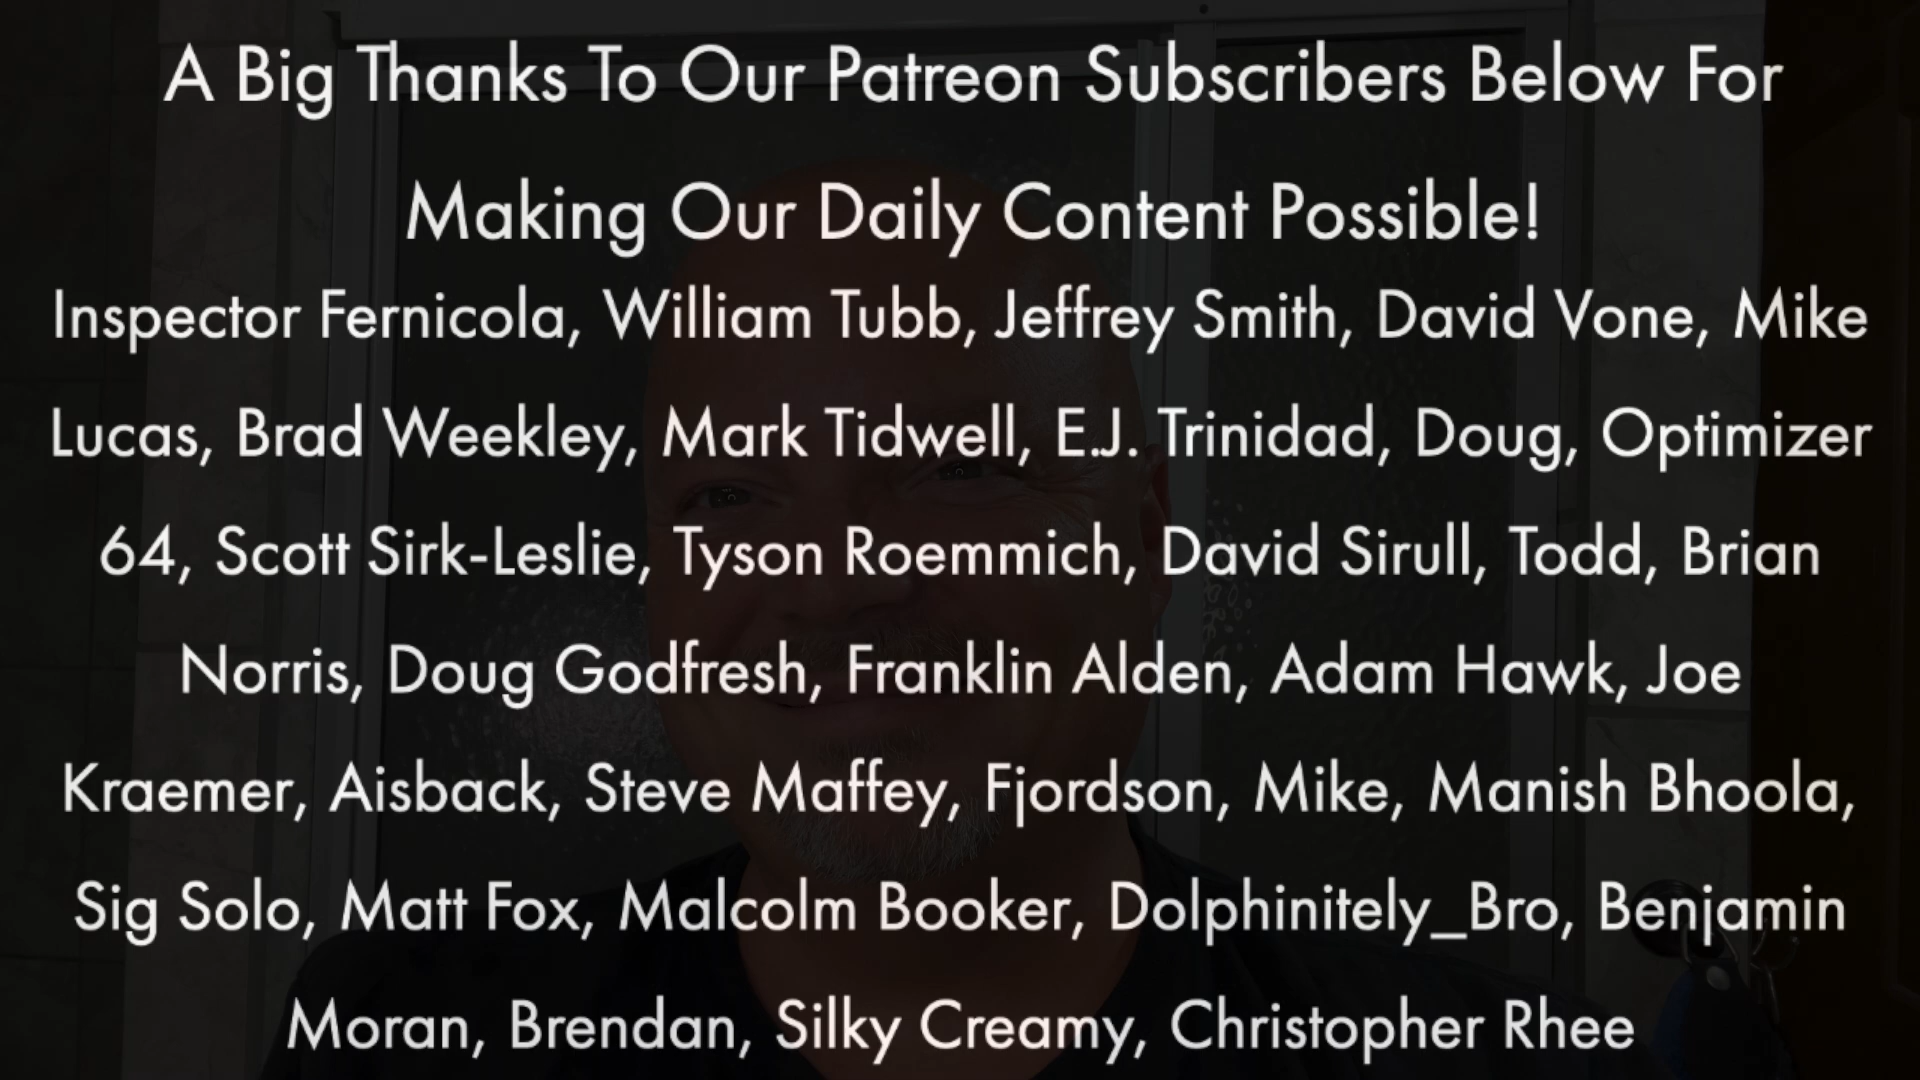 A Big Thanks To Our Patreon Subscribers Below For
Making Our Daily Content Possible!
Inspector Fernicola, William Tubb, Jeffrey Smith, David Vone, Mike
Lucas, Brad Weekley, Mark Tidwell, E.J. Trinidad, Doug, Optimizer
64, Scott Sirk-Leslie, Tyson Roemmich, David Sirull, Todd, Brian
Norris, Doug Godfresh, Franklin Alden, Adam Hawk, Joe
Kraemer, Aisback, Steve Maffey, Fjordson, Mike, Manish Bhoola,
Sig Solo, Matt Fox, Malcolm Booker, Dolphinitely_Bro, Benjamin
Moran, Brendan, Silky Creamy, Christopher Rhee